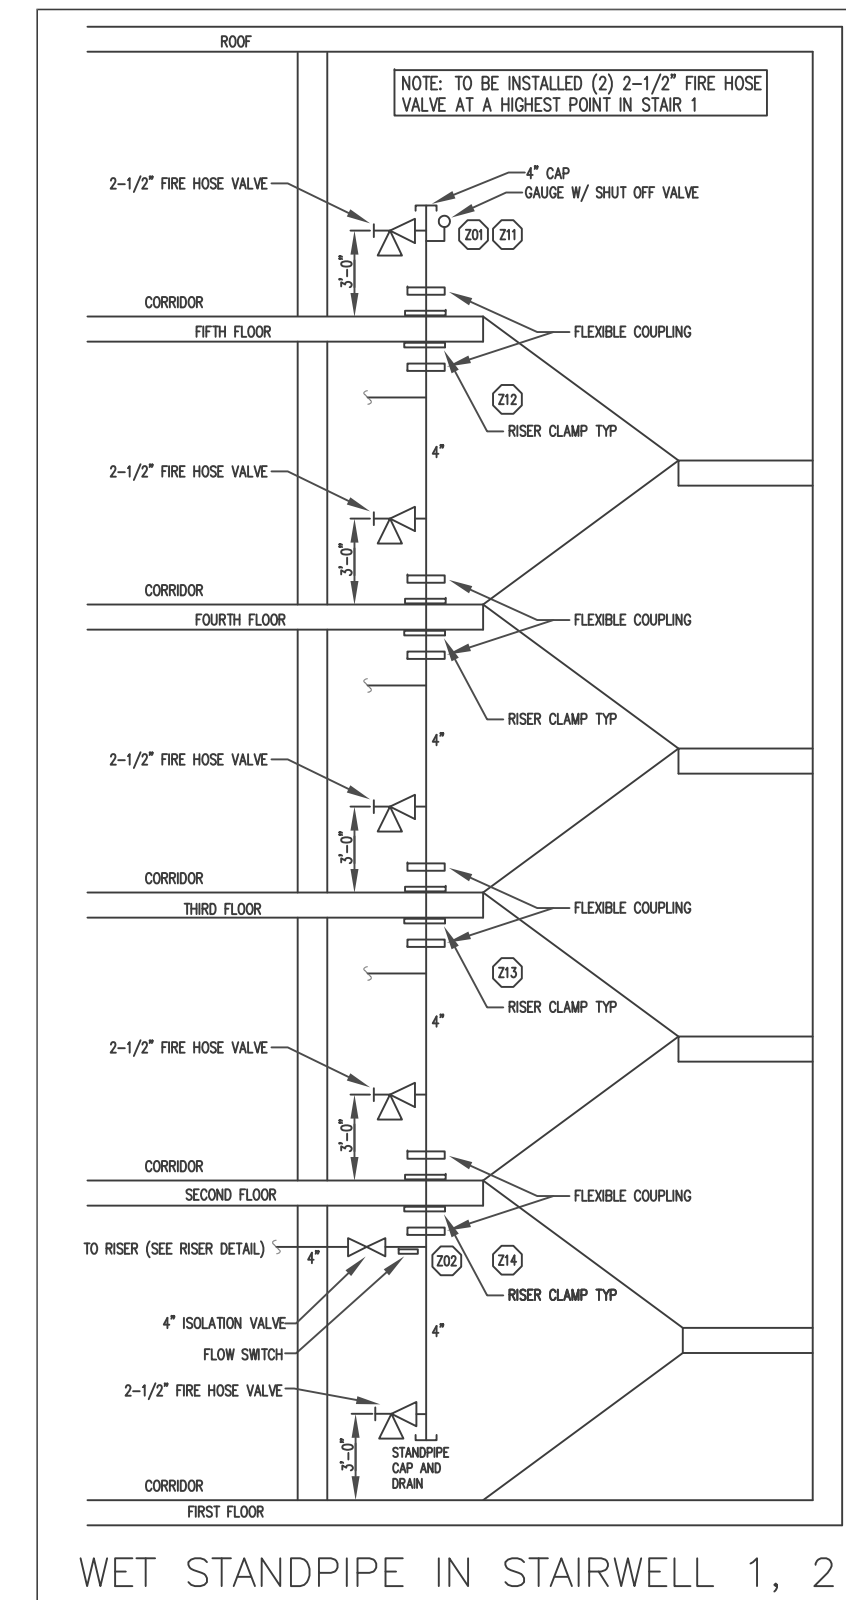 ROOF
NOTE: TO BE INSTALLED (2) 2-1/2" FIRE HOSE
VALVE AT A HIGHEST POINT IN STAIR 1
4" CAP
2-1/2" FIRE HOSE VALVE
GAUGE W/ SHUT OFF VALVE
Z01
Z11
3'-0"
CORRIDOR
FIFTH FLOOR
FLEXIBLE COUPLING
Z12
RISER CLAMP TYP
4"
2-1/2" FIRE HOSE VALVE
3'-0"
CORRIDOR
FOURTH FLOOR
FLEXIBLE COUPLING
RISER CLAMP TYP
4"
2-1/2" FIRE HOSE VALVE
3'-0"
CORRIDOR
THIRD FLOOR
FLEXIBLE COUPLING
Z13
RISER CLAMP TYP
4"
2-1/2" FIRE HOSE VALVE
3'-0"
CORRIDOR
SECOND FLOOR
FLEXIBLE COUPLING
TO RISER (SEE RISER DETAIL)
4"
Z02
Z14
RISER CLAMP TYP
4" ISOLATION VALVE
4"
FLOW SWITCH
2-1/2" FIRE HOSE VALVE
3'-0"
STANDPIPE
CAP AND
DRAIN
CORRIDOR
FIRST FLOOR
WET STANDPIPE IN STAIRWELL 1, 2